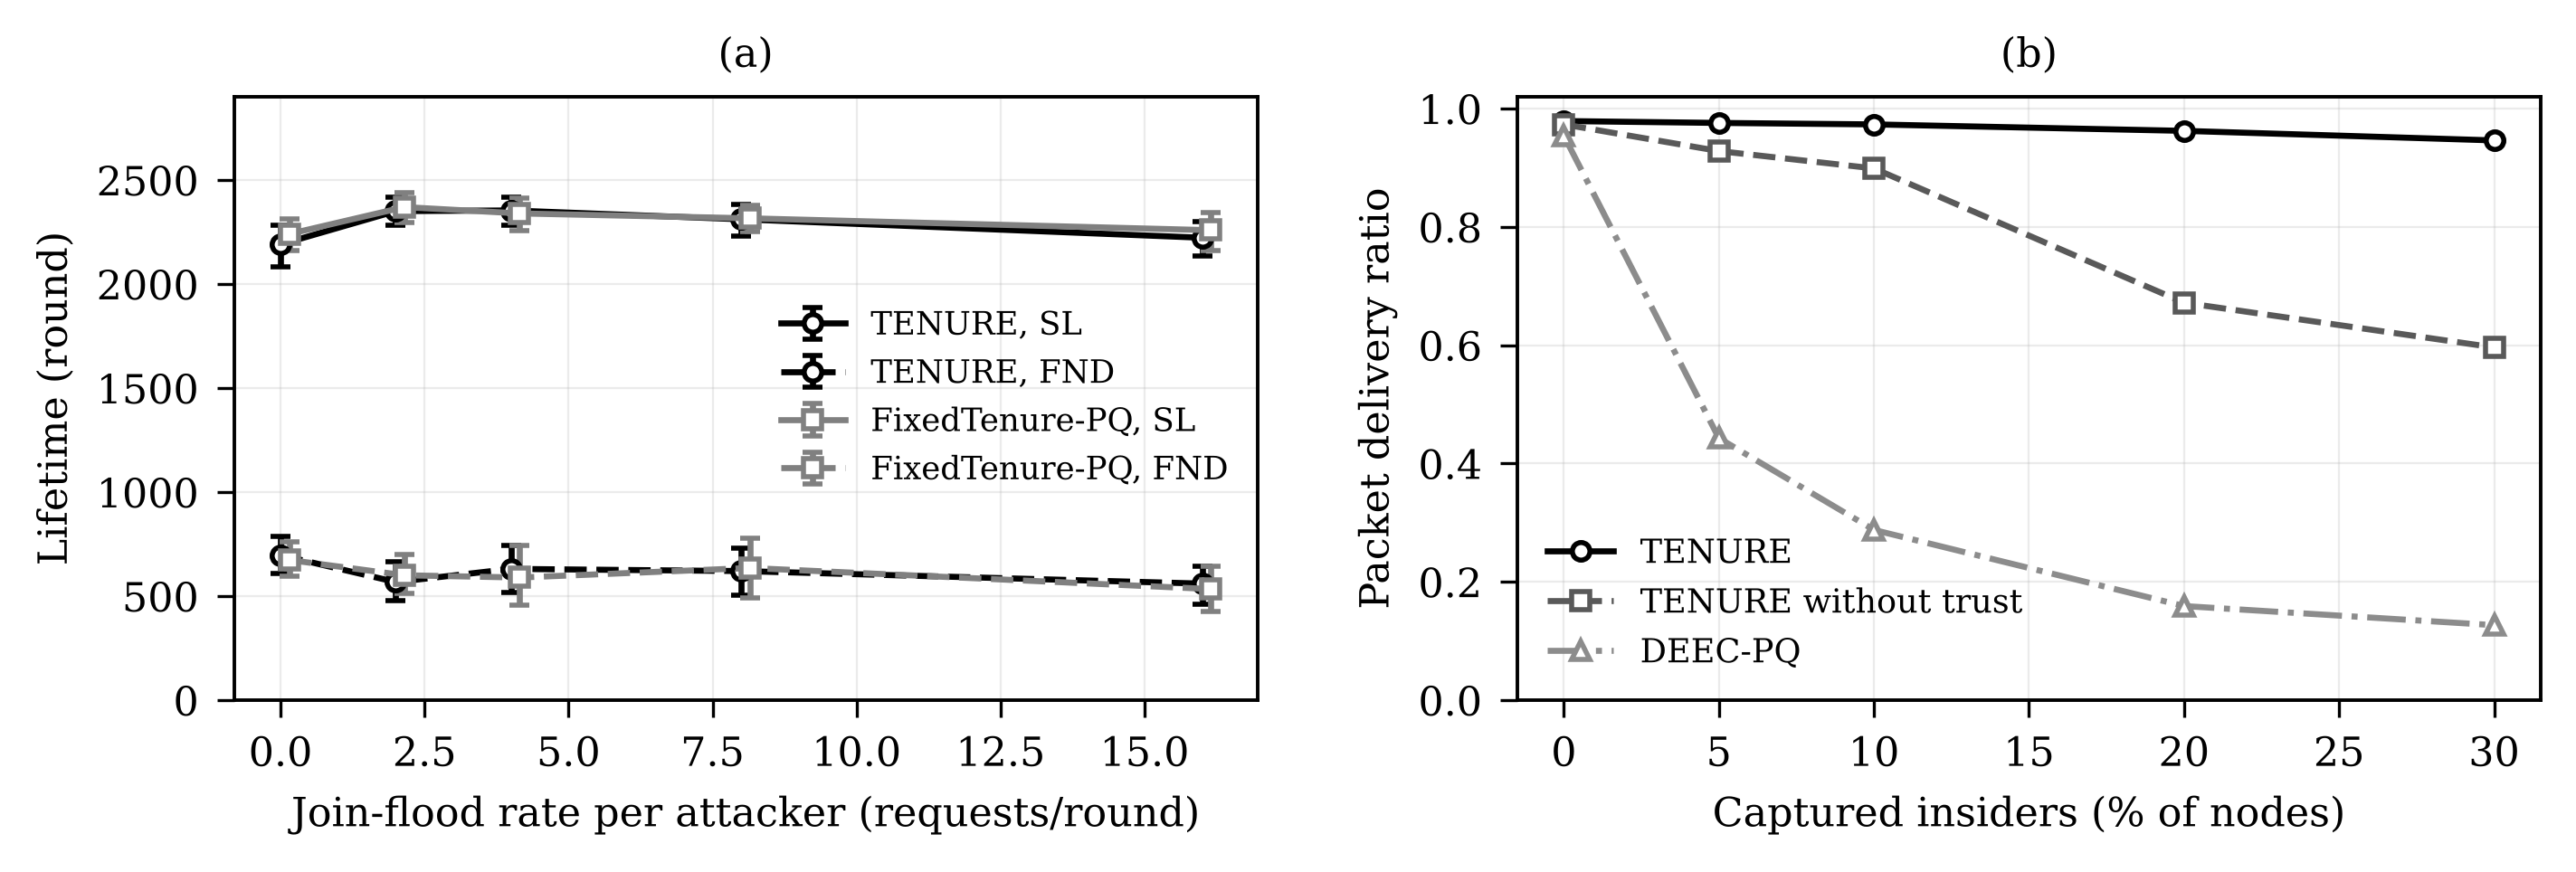 (a)
Lifetime (round)
2500
2000
1500
1000
500
0
TENURE, SL
TENURE, FND
FixedTenure-PQ, SL
FixedTenure-PQ, FND
0.0 2.5 5.0 7.5 10.0 12.5 15.0
Join-flood rate per attacker (requests/round)
(b)
Packet delivery ratio
1.0
0.8
0.6
0.4
0.2
0.0
TENURE
TENURE without trust
DEEC-PQ
0 5 10 15 20 25 30
Captured insiders (% of nodes)